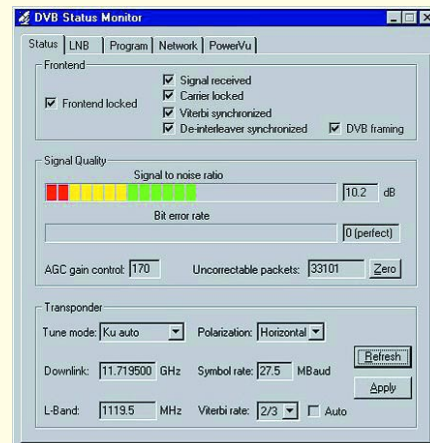 DVB Status Monitor
Status LNB Program Network PowerVu
Frontend
Frontend locked
Signal received
Carrier locked
Viterbi synchronized
De-interleaver synchronized
DVB framing
Signal Quality
Signal to noise ratio
10.2 dB
Bit error rate
0 (perfect)
AGC gain control: 170 Uncorrectable packets: 33101 Zero
Transponder
Tune mode: Ku auto Polarization: Horizontal
Refresh
Downlink: 11.719500 GHz Symbol rate: 27.5 MBaud
Apply
L-Band: 1119.5 MHz Viterbi rate: 2/3 Auto